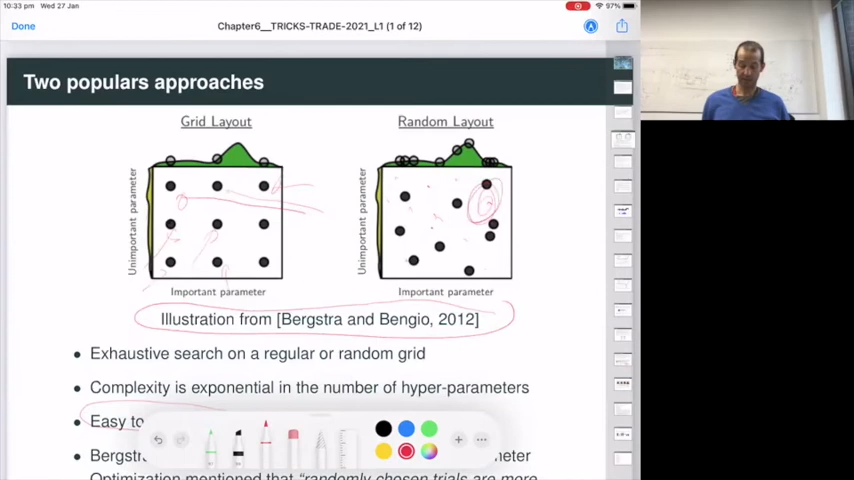 10:33 pm Wed 27 Jan
97%
Done
Chapter6__TRICKS-TRADE-2021_L1 (1 of 12)
Two populars approaches
Grid Layout
Random Layout
Unimportant parameter
Unimportant parameter
Important parameter
Important parameter
Illustration from [Bergstra and Bengio, 2012]
• Exhaustive search on a regular or random grid
• Complexity is exponential in the number of hyper-parameters
• Easy to
• Bergstr
Optimization mentioned that "randomly chosen trials are more